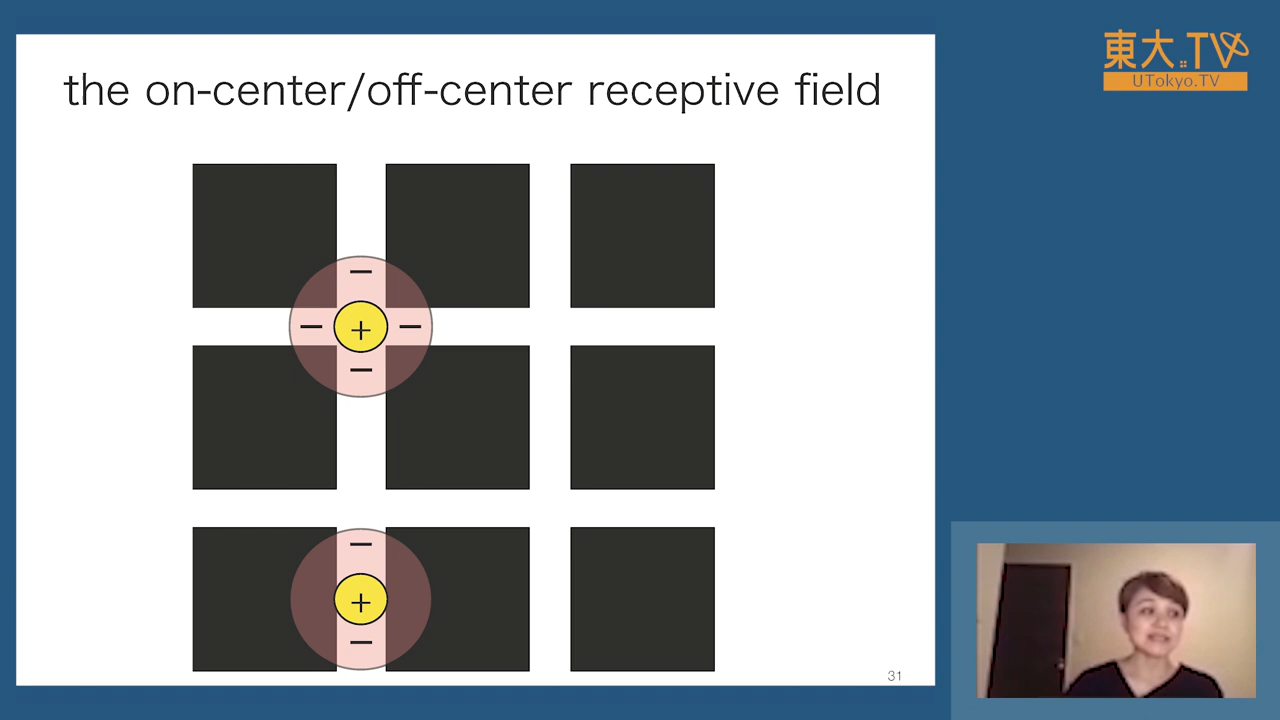 the on-center/off-center receptive field
東大.TV
UTokyo.TV
−
− + −
−
−
+
−
31